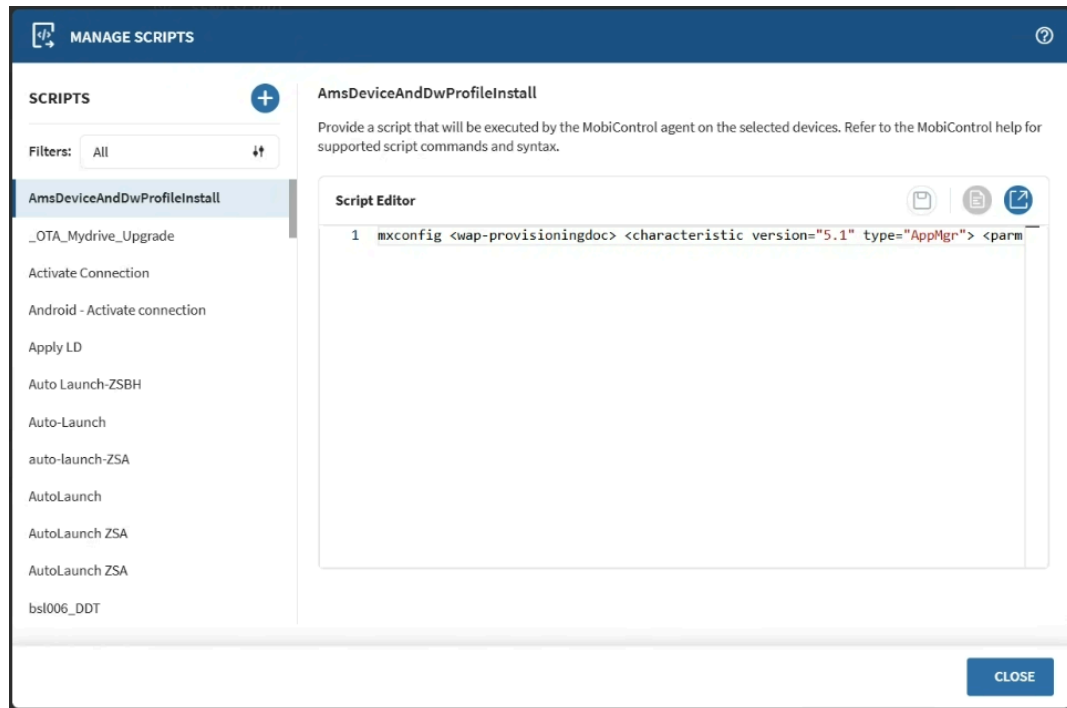 MANAGE SCRIPTS
SCRIPTS
Filters: All
AmsDeviceAndDwProfileInstall
_OTA_Mydrive_Upgrade
Activate Connection
Android - Activate connection
Apply LD
Auto Launch-ZSBH
Auto-Launch
auto-launch-ZSA
AutoLaunch
AutoLaunch ZSA
AutoLaunch ZSA
bsl006_DDT
AmsDeviceAndDwProfileInstall
Provide a script that will be executed by the MobiControl agent on the selected devices. Refer to the MobiControl help for
supported script commands and syntax.
Script Editor
1 mxconfig <wap-provisioningdoc> <characteristic version="5.1" type="AppMgr"> <parm
CLOSE